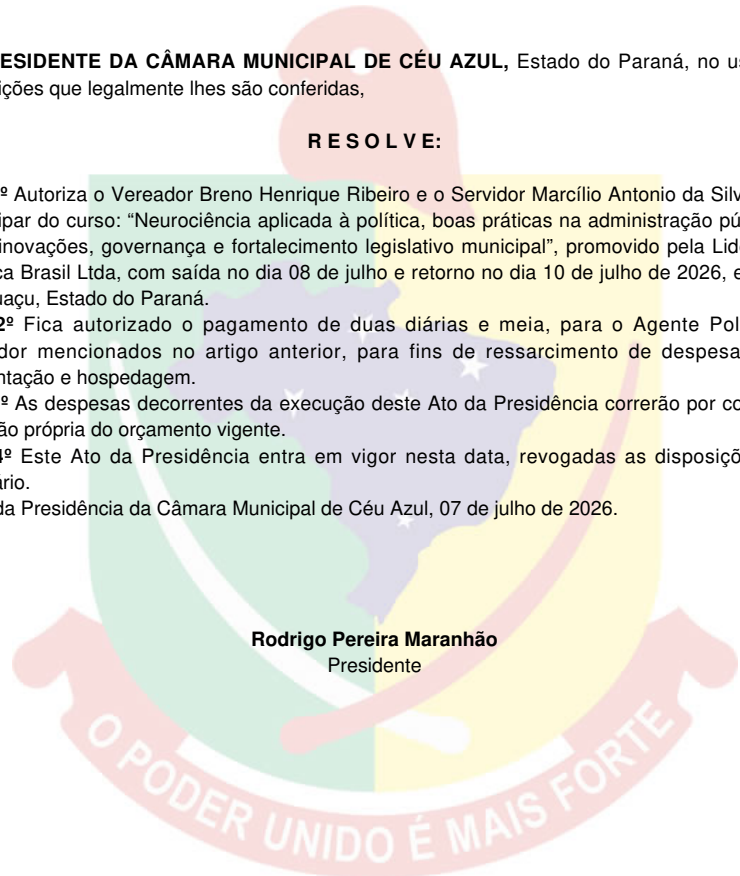 ESIDENTE DA CÂMARA MUNICIPAL DE CÉU AZUL, Estado do Paraná, no us
ições que legalmente lhes são conferidas,
R E S O L V E:
º Autoriza o Vereador Breno Henrique Ribeiro e o Servidor Marcílio Antonio da Silv
ipar do curso: “Neurociência aplicada à política, boas práticas na administração pú
inovações, governança e fortalecimento legislativo municipal”, promovido pela Lide
ca Brasil Ltda, com saída no dia 08 de julho e retorno no dia 10 de julho de 2026, e
uaçu, Estado do Paraná.
2º Fica autorizado o pagamento de duas diárias e meia, para o Agente Pol
dor mencionados no artigo anterior, para fins de ressarcimento de despesa
ntação e hospedagem.
º As despesas decorrentes da execução deste Ato da Presidência correrão por co
ão própria do orçamento vigente.
4º Este Ato da Presidência entra em vigor nesta data, revogadas as disposiçõ
ário.
da Presidência da Câmara Municipal de Céu Azul, 07 de julho de 2026.
Rodrigo Pereira Maranhão
Presidente
O PODER UNIDO É MAIS FORTE